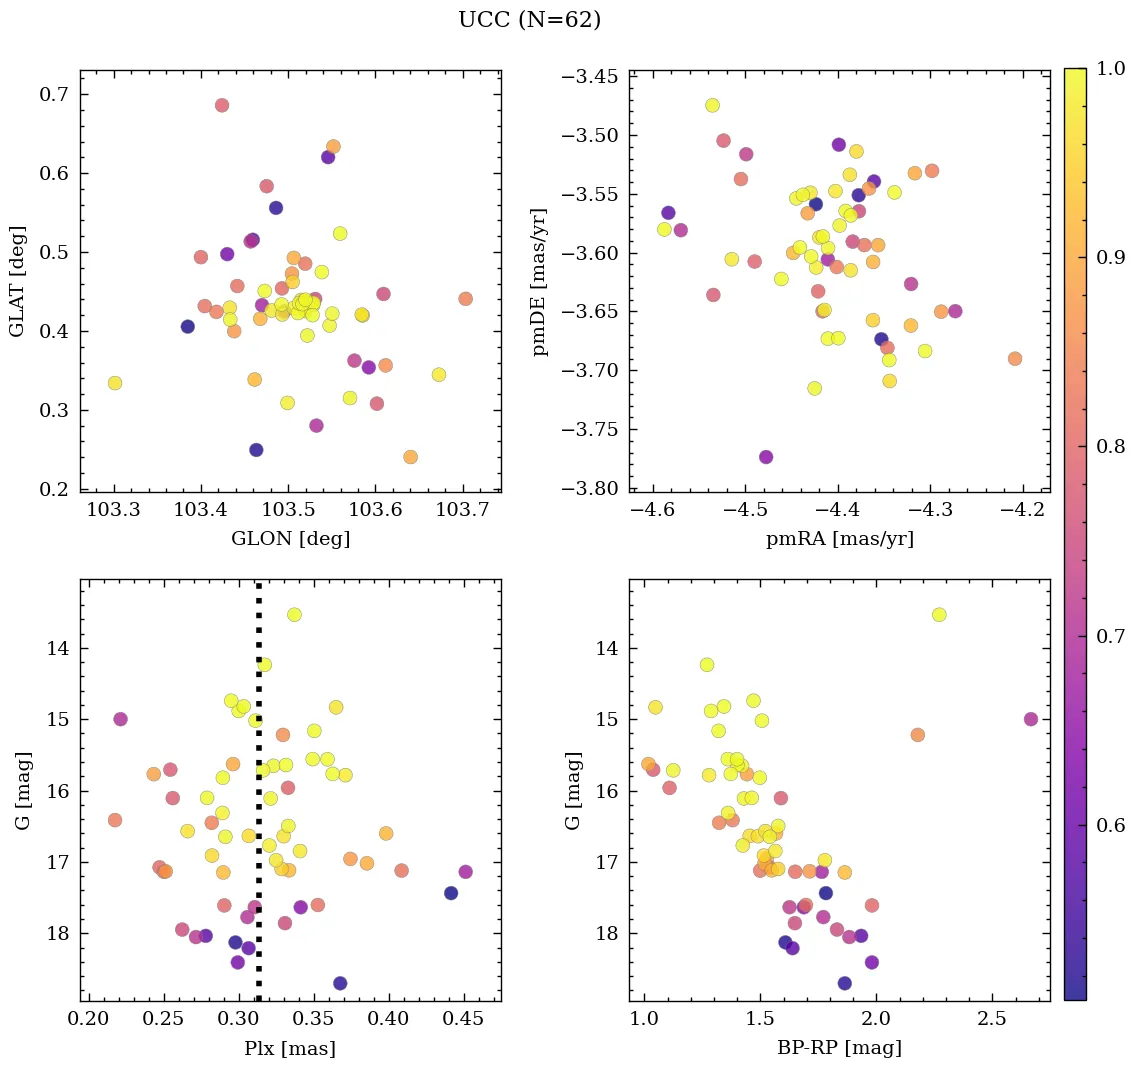 UCC (N=62)
0.7
0.6
0.5
0.4
0.3
0.2
GLAT [deg]
103.3 103.4 103.5 103.6 103.7
GLON [deg]
−3.45
−3.50
−3.55
−3.60
−3.65
−3.70
−3.75
−3.80
pmDE [mas/yr]
−4.6 −4.5 −4.4 −4.3 −4.2
pmRA [mas/yr]
1.0
0.9
0.8
0.7
0.6
14
15
16
17
18
G [mag]
0.20 0.25 0.30 0.35 0.40 0.45
Plx [mas]
14
15
16
17
18
G [mag]
1.0 1.5 2.0 2.5
BP-RP [mag]